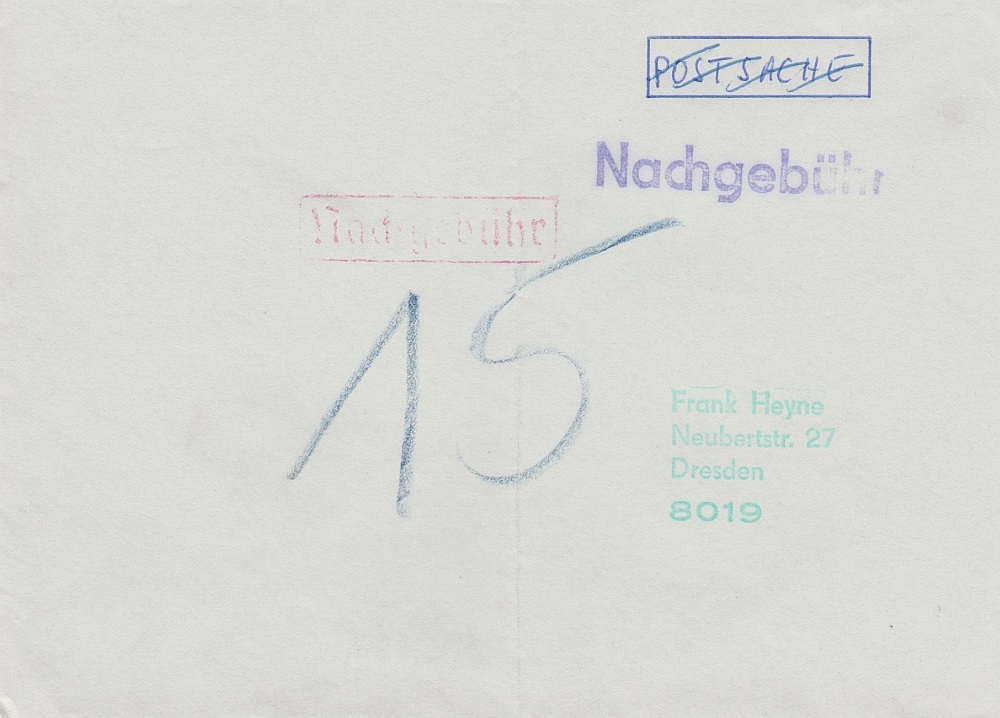 POSTSACHE
Nachgebühr
Nachgebühr
15
Frank Heyne
Neubertstr. 27
Dresden
8019